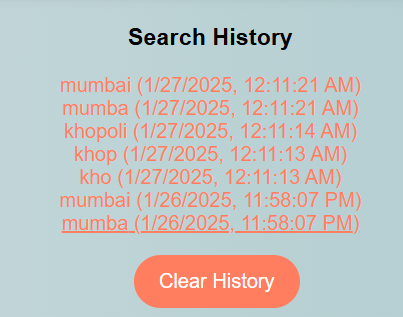 Search History
mumbai (1/27/2025, 12:11:21 AM)
mumba (1/27/2025, 12:11:21 AM)
khopoli (1/27/2025, 12:11:14 AM)
khop (1/27/2025, 12:11:13 AM)
kho (1/27/2025, 12:11:13 AM)
mumbai (1/26/2025, 11:58:07 PM)
mumba (1/26/2025, 11:58:07 PM)
Clear History